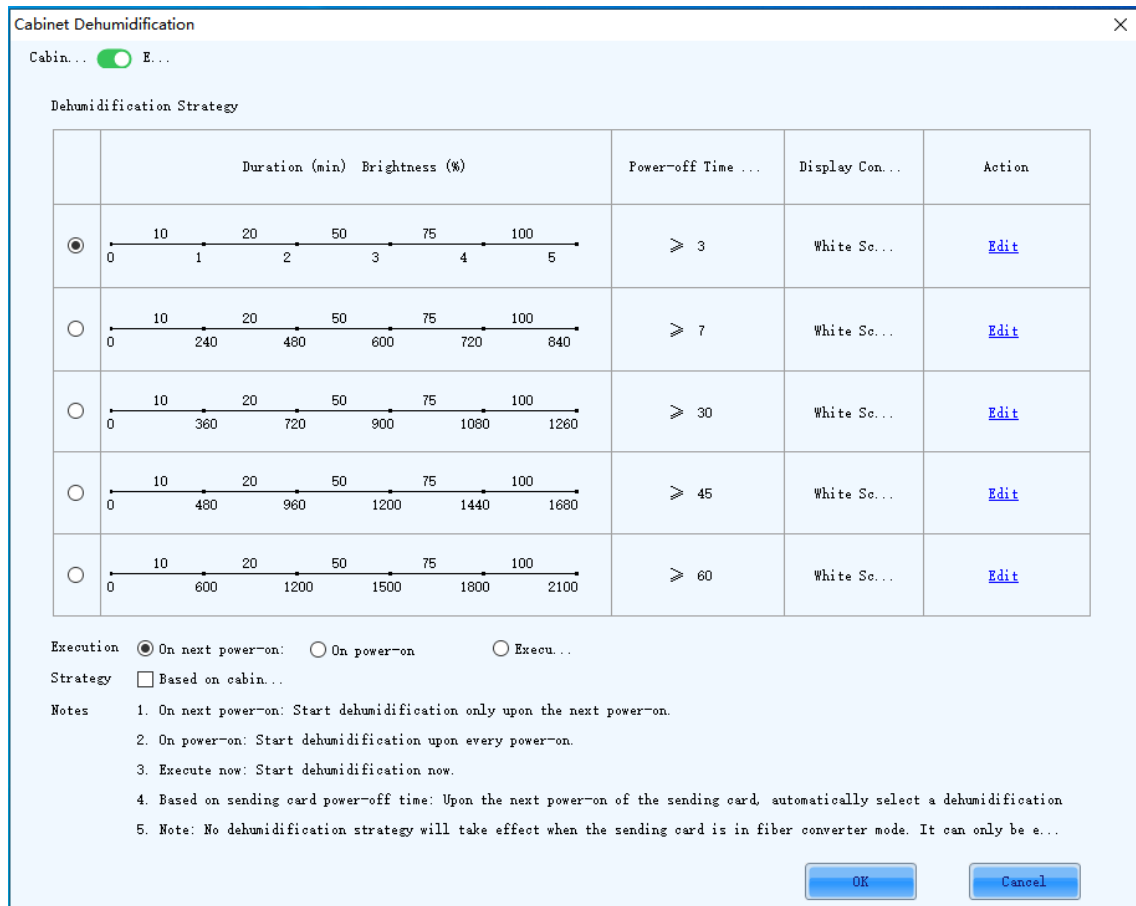 Cabinet Dehumidification
Cabin... E...
Dehumidification Strategy
Duration (min) Brightness (%) Power-off Time ... Display Con... Action
10 20 50 75 100
0 1 2 3 4 5
≥ 3 White Sc... Edit
10 20 50 75 100
0 240 480 600 720 840
≥ 7 White Sc... Edit
10 20 50 75 100
0 360 720 900 1080 1260
≥ 30 White Sc... Edit
10 20 50 75 100
0 480 960 1200 1440 1680
≥ 45 White Sc... Edit
10 20 50 75 100
0 600 1200 1500 1800 2100
≥ 60 White Sc... Edit
Execution On next power-on: On power-on Execu...
Strategy Based on cabin...
Notes 1. On next power-on: Start dehumidification only upon the next power-on.
2. On power-on: Start dehumidification upon every power-on.
3. Execute now: Start dehumidification now.
4. Based on sending card power-off time: Upon the next power-on of the sending card, automatically select a dehumidification
5. Note: No dehumidification strategy will take effect when the sending card is in fiber converter mode. It can only be e...
OK Cancel